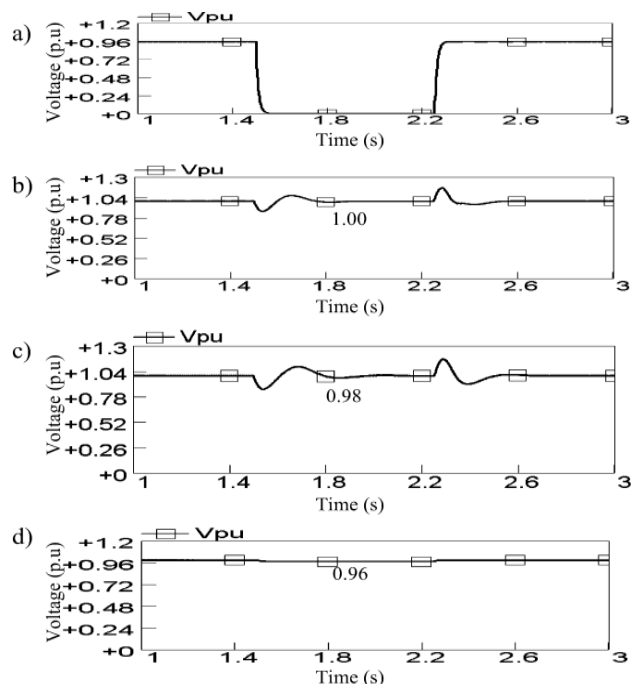 a)
Vpu
Voltage (p.u)
+1.2
+0.96
+0.72
+0.48
+0.24
+0
1 1.4 1.8 2.2 2.6 3
Time (s)
b)
Vpu
Voltage (p.u)
+1.3
+1.04
+0.78
+0.52
+0.26
+0
1.00
1 1.4 1.8 2.2 2.6 3
Time (s)
c)
Vpu
Voltage (p.u)
+1.3
+1.04
+0.78
+0.52
+0.26
+0
0.98
1 1.4 1.8 2.2 2.6 3
Time (s)
d)
Vpu
Voltage (p.u)
+1.2
+0.96
+0.72
+0.48
+0.24
+0
0.96
1 1.4 1.8 2.2 2.6 3
Time (s)